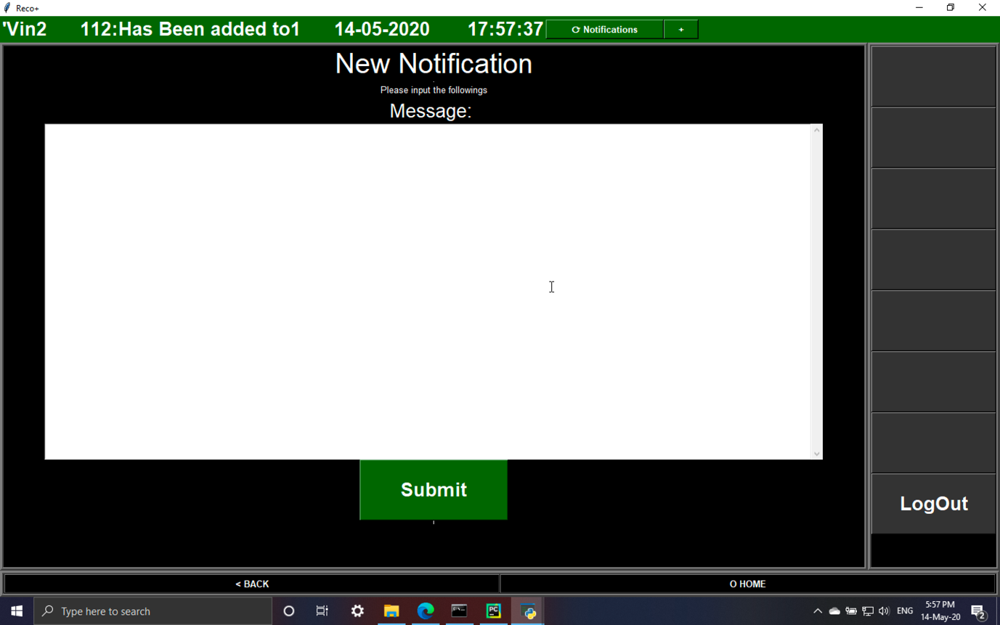 Reco+
'Vin2 112:Has Been added to1 14-05-2020 17:57:37 Notifications +
New Notification
Please input the followings
Message:
Submit
LogOut
< BACK O HOME
Type here to search
PC
ENG
5:57 PM
14-May-20
2